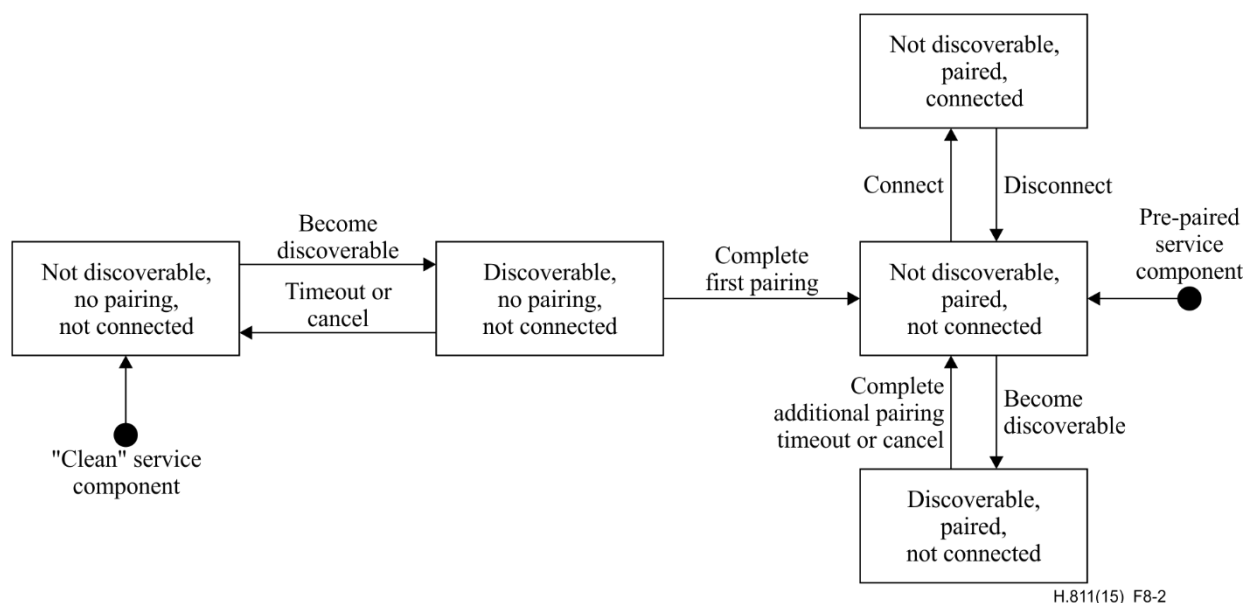 Not discoverable,
paired,
connected
Connect
Disconnect
Become
discoverable
Not discoverable,
no pairing,
not connected
Timeout or
cancel
Discoverable,
no pairing,
not connected
Complete
first pairing
Not discoverable,
paired,
not connected
Pre-paired
service
component
"Clean" service
component
Complete
additional pairing
timeout or cancel
Become
discoverable
Discoverable,
paired,
not connected
H.811(15)_F8-2